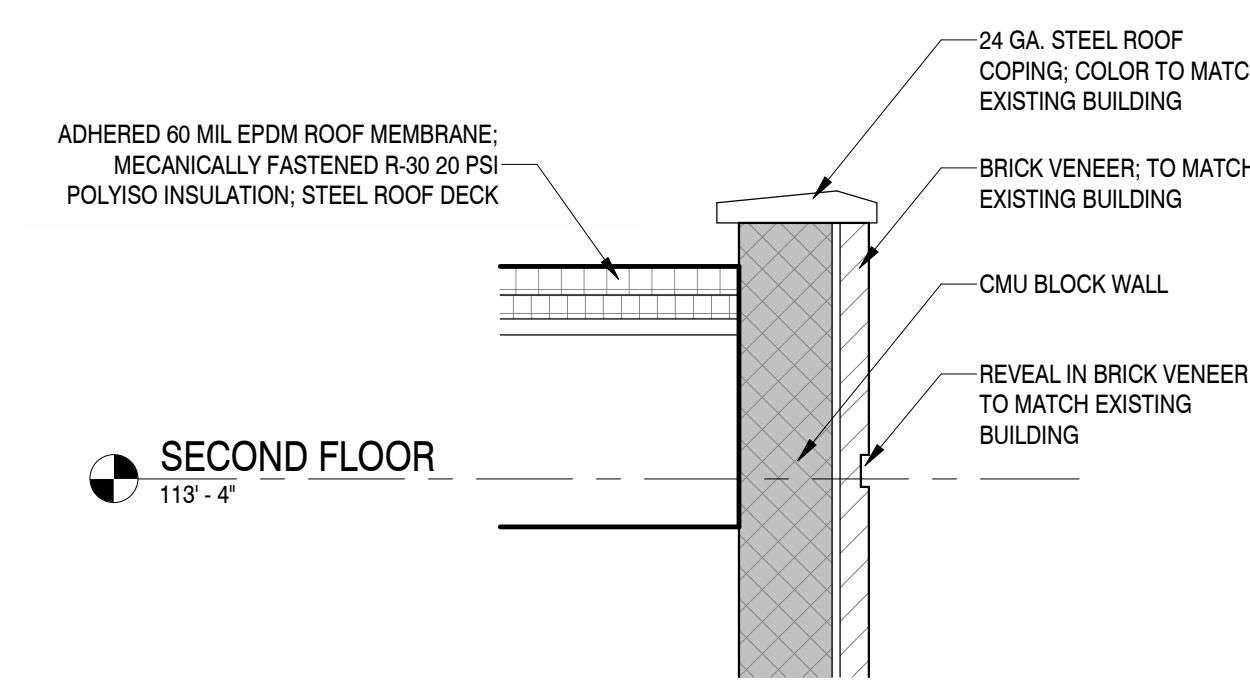 24 GA. STEEL ROOF
COPING; COLOR TO MATC
EXISTING BUILDING
ADHERED 60 MIL EPDM ROOF MEMBRANE;
MECANICALLY FASTENED R-30 20 PSI
POLYISO INSULATION; STEEL ROOF DECK
BRICK VENEER; TO MATCH
EXISTING BUILDING
CMU BLOCK WALL
REVEAL IN BRICK VENEER
TO MATCH EXISTING
BUILDING
SECOND FLOOR
113' - 4"